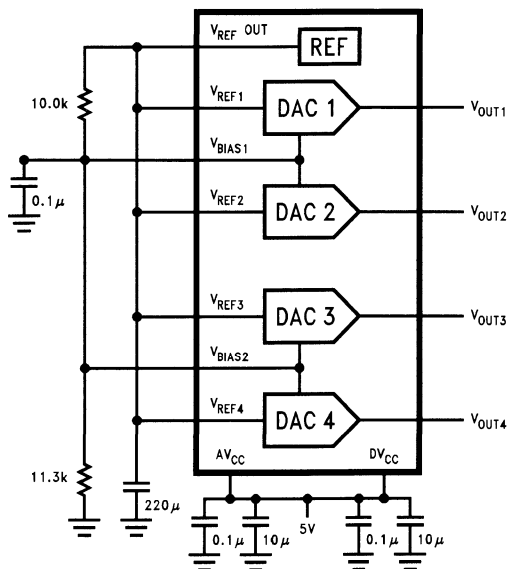 V_REF OUT
REF
10.0k
V_REF1
DAC 1
V_OUT1
V_BIAS1
0.1μ
V_REF2
DAC 2
V_OUT2
V_REF3
DAC 3
V_OUT3
V_BIAS2
V_REF4
DAC 4
V_OUT4
AV_CC
DV_CC
11.3k
220μ
0.1μ
10μ
5V
0.1μ
10μ